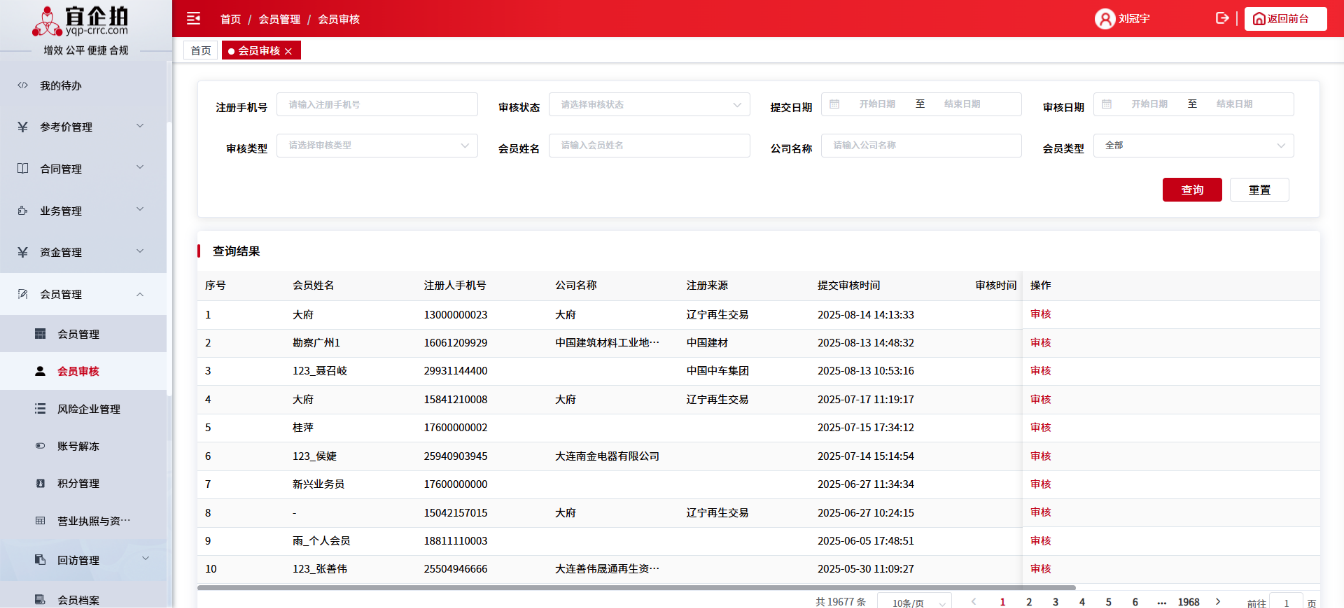 宜企拍
yqp-crrc.com
增效 公平 便捷 合规
首页 / 会员管理 / 会员审核
刘冠宇
返回前台
首页
会员审核
我的待办
参考价管理
合同管理
业务管理
资金管理
会员管理
会员管理
会员审核
风险企业管理
账号解冻
积分管理
营业执照与资···
回访管理
会员档案
注册手机号 请输入注册手机号 审核状态 请选择审核状态 提交日期 开始日期 至 结束日期 审核日期 开始日期 至 结束日期
审核类型 请选择审核类型 会员姓名 请输入会员姓名 公司名称 请输入公司名称 会员类型 全部
查询 重置
查询结果
序号 会员姓名 注册人手机号 公司名称 注册来源 提交审核时间 审核时间 操作
1 大府 13000000023 大府 辽宁再生交易 2025-08-14 14:13:33 审核
2 勘察广州1 16061209929 中国建筑材料工业地··· 中国建材 2025-08-13 14:48:32 审核
3 123_聂召岐 29931144400 中国中车集团 2025-08-13 10:53:16 审核
4 大府 15841210008 大府 辽宁再生交易 2025-07-17 11:19:17 审核
5 桂萍 17600000002 2025-07-15 17:34:12 审核
6 123_侯婕 25940903945 大连南金电器有限公司 2025-07-14 15:14:54 审核
7 新兴业务员 17600000000 2025-06-27 11:34:34 审核
8 - 15042157015 大府 辽宁再生交易 2025-06-27 10:24:15 审核
9 雨_个人会员 18811110003 2025-06-05 17:48:51 审核
10 123_张善伟 25504946666 大连善伟晟通再生资··· 2025-05-30 11:09:27 审核
共 19677 条 10条/页 1 2 3 4 5 6 ··· 1968 前往 1 页